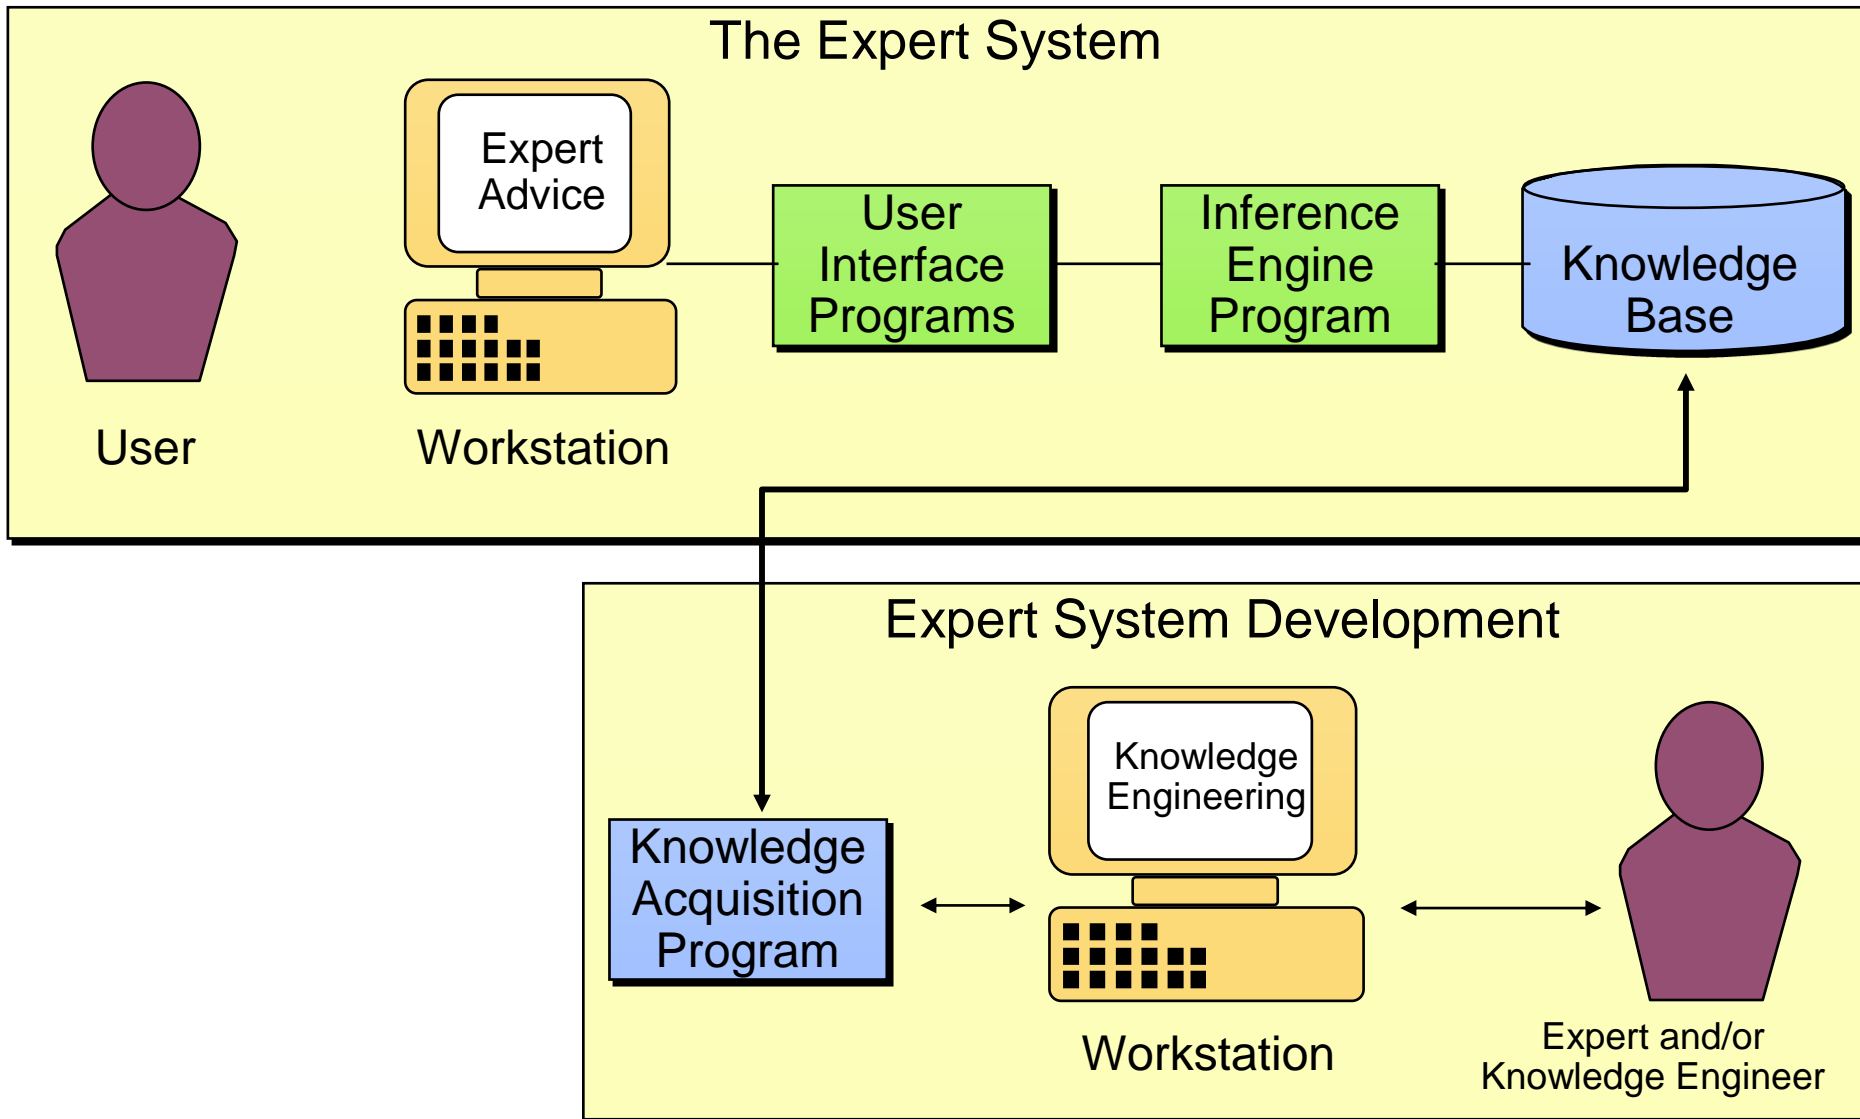 The Expert System
Expert
Advice
User
Interface
Programs
Inference
Engine
Program
Knowledge
Base
User
Workstation
Expert System Development
Knowledge
Engineering
Knowledge
Acquisition
Program
Workstation
Expert and/or
Knowledge Engineer